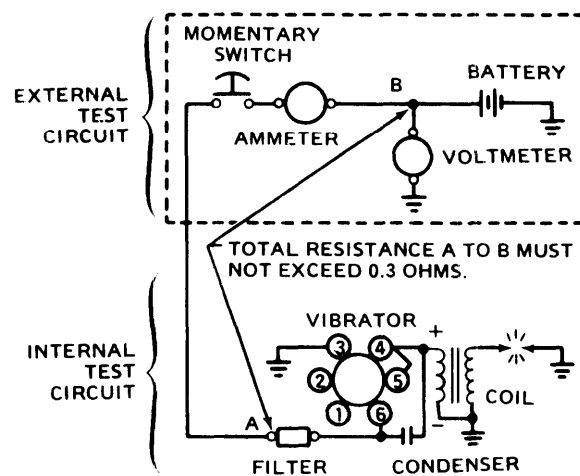 MOMENTARY
SWITCH
EXTERNAL
TEST
CIRCUIT
B
BATTERY
AMMETER
VOLTMETER
TOTAL RESISTANCE A TO B MUST
NOT EXCEED 0.3 OHMS.
INTERNAL
TEST
CIRCUIT
VIBRATOR
3
4
2
5
1
6
+
-
COIL
A
FILTER
CONDENSER